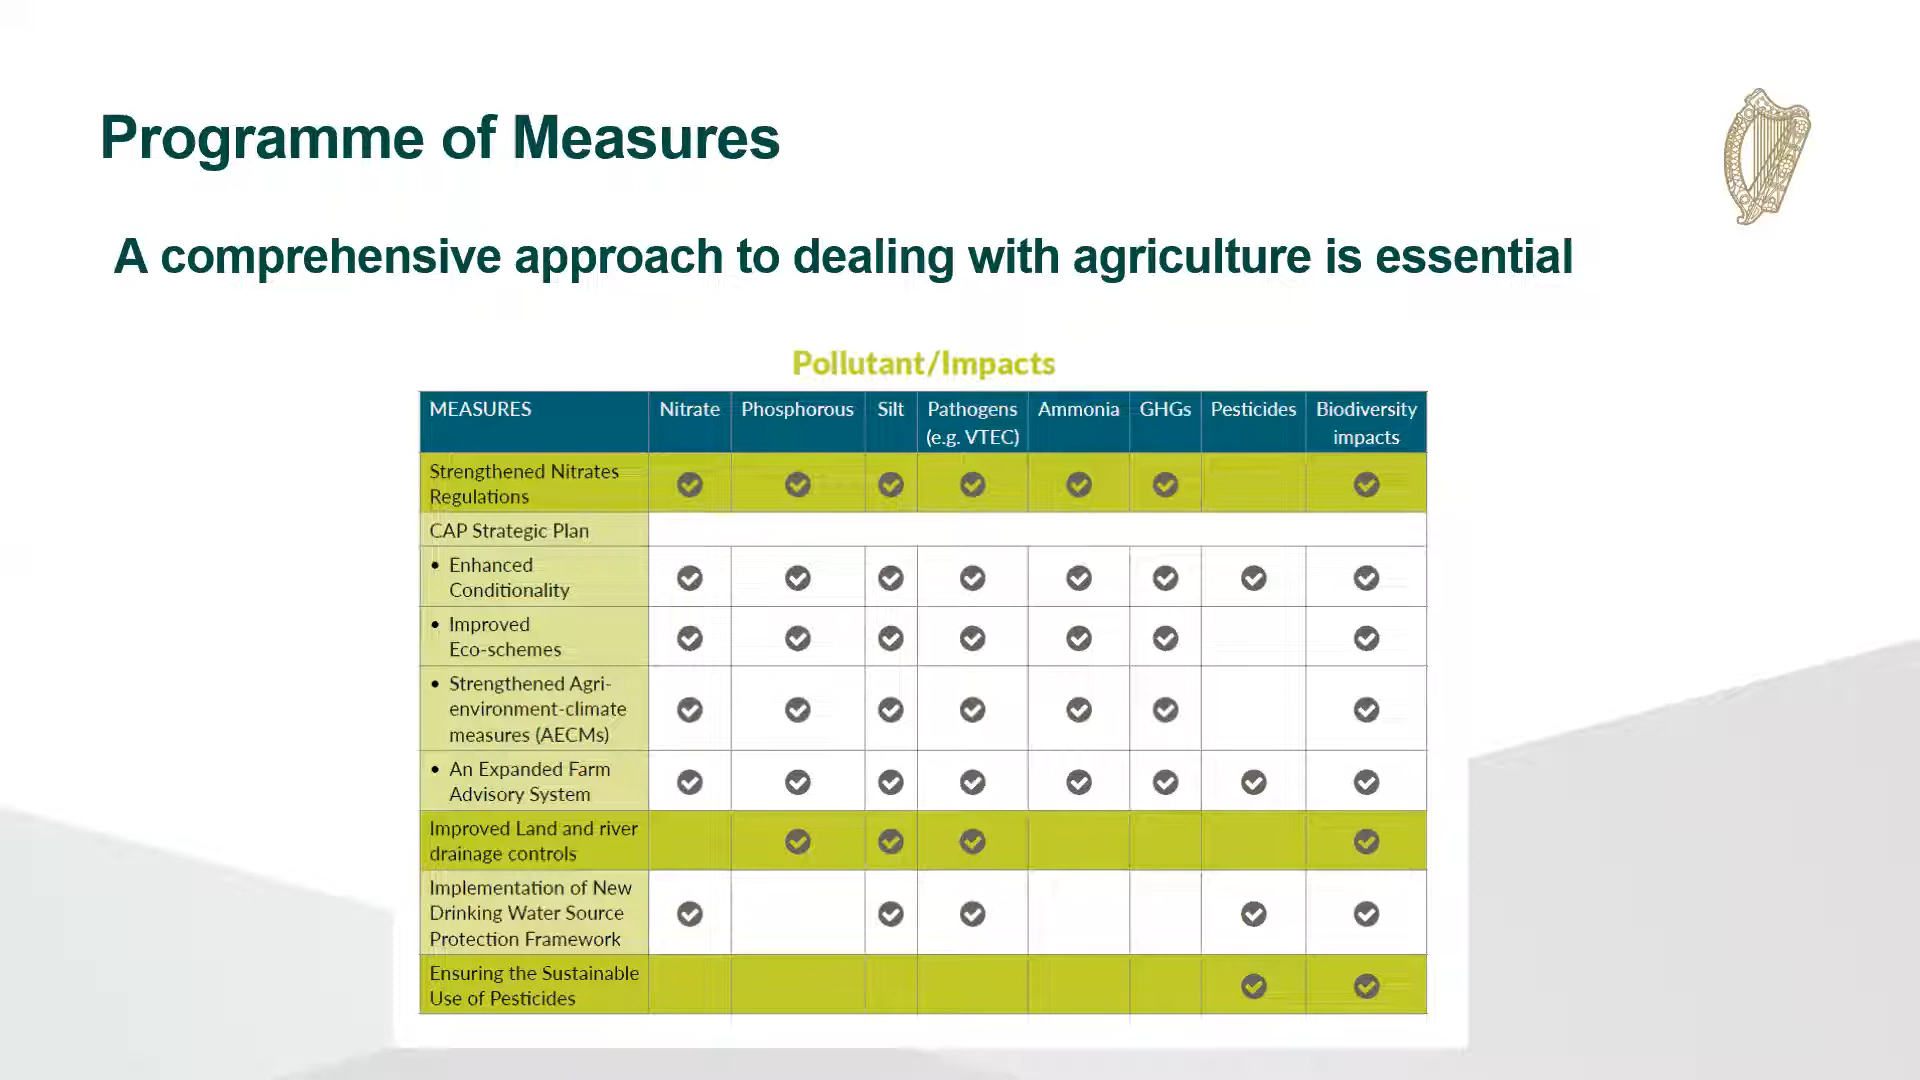 Programme of Measures
A comprehensive approach to dealing with agriculture is essential
Pollutant/Impacts
MEASURES Nitrate Phosphorous Silt Pathogens (e.g. VTEC) Ammonia GHGs Pesticides Biodiversity impacts
Strengthened Nitrates
Regulations
CAP Strategic Plan
• Enhanced
Conditionality
• Improved
Eco-schemes
• Strengthened Agri-
environment-climate
measures (AECMs)
• An Expanded Farm
Advisory System
Improved Land and river
drainage controls
Implementation of New
Drinking Water Source
Protection Framework
Ensuring the Sustainable
Use of Pesticides